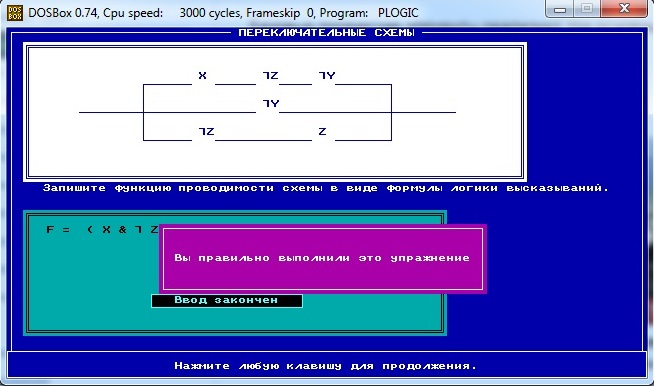 DOSBox 0.74, Cpu speed: 3000 cycles, Frameskip 0, Program: PLOGIC
ПЕРЕКЛЮЧАТЕЛЬНЫЕ СХЕМЫ
X ⅂Z ⅂Y
⅂Y
⅂Z Z
Запишите функцию проводимости схемы в виде формулы логики высказываний.
F = ( X & ⅂ Z
Вы правильно выполнили это упражнение
Ввод закончен
Нажмите любую клавишу для продолжения.